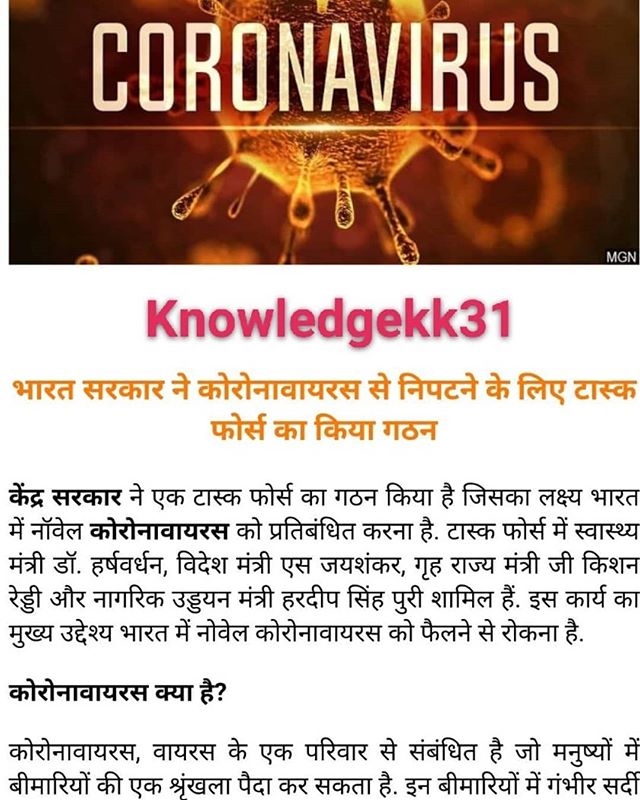 CORONAVIRUS
MGN
Knowledgekk31
भारत सरकार ने कोरोनावायरस से निपटने के लिए टास्क
फोर्स का किया गठन
केंद्र सरकार ने एक टास्क फोर्स का गठन किया है जिसका लक्ष्य भारत
में नॉवेल कोरोनावायरस को प्रतिबंधित करना है. टास्क फोर्स में स्वास्थ्य
मंत्री डॉ. हर्षवर्धन, विदेश मंत्री एस जयशंकर, गृह राज्य मंत्री जी किशन
रेड्डी और नागरिक उड्डयन मंत्री हरदीप सिंह पुरी शामिल हैं. इस कार्य का
मुख्य उद्देश्य भारत में नोवेल कोरोनावायरस को फैलने से रोकना है.
कोरोनावायरस क्या है?
कोरोनावायरस, वायरस के एक परिवार से संबंधित है जो मनुष्यों में
बीमारियों की एक श्रृंखला पैदा कर सकता है. इन बीमारियों में गंभीर सर्दी